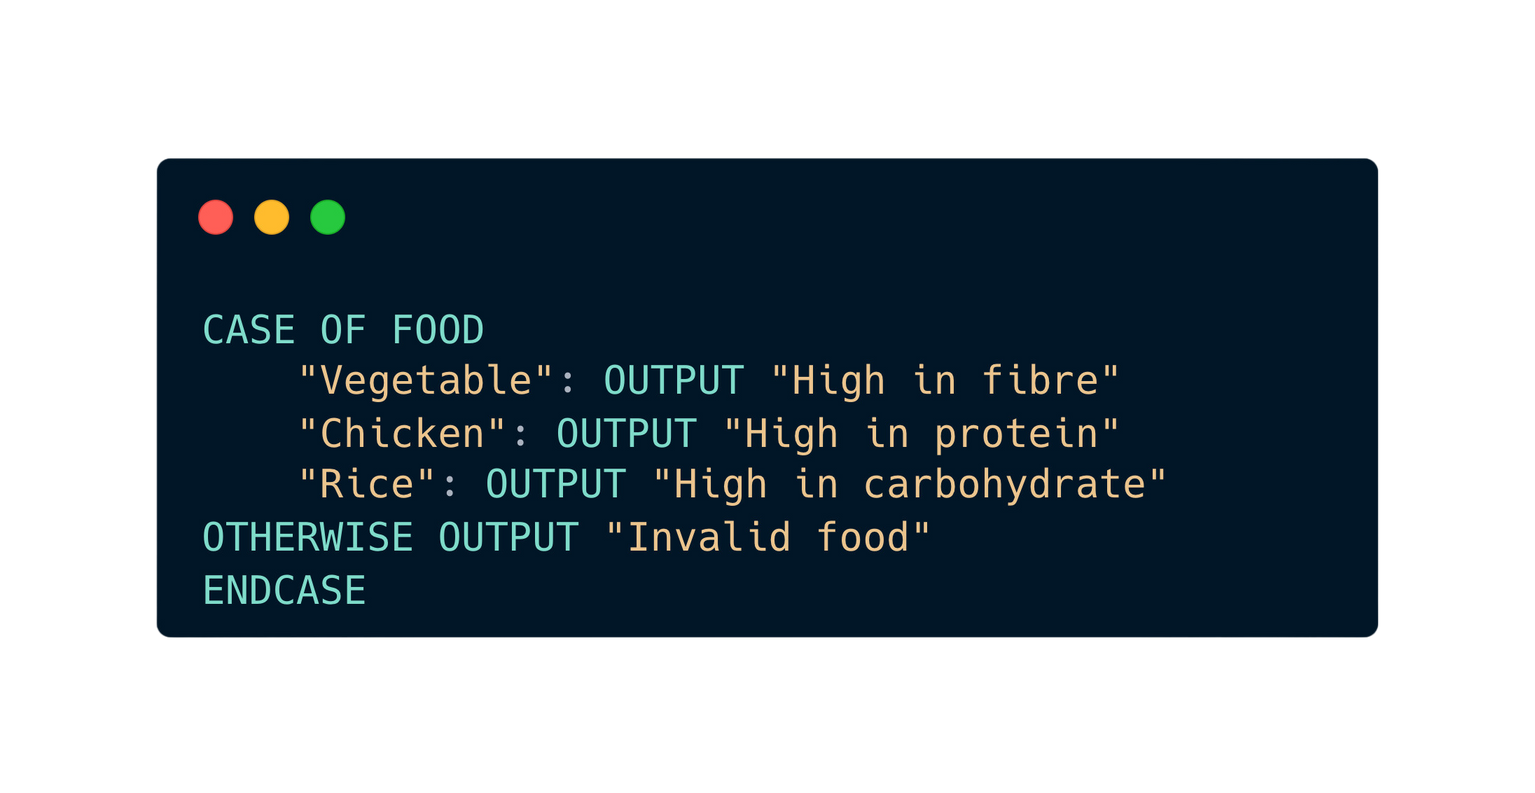 CASE OF FOOD
    "Vegetable": OUTPUT "High in fibre"
    "Chicken": OUTPUT "High in protein"
    "Rice": OUTPUT "High in carbohydrate"
OTHERWISE OUTPUT "Invalid food"
ENDCASE